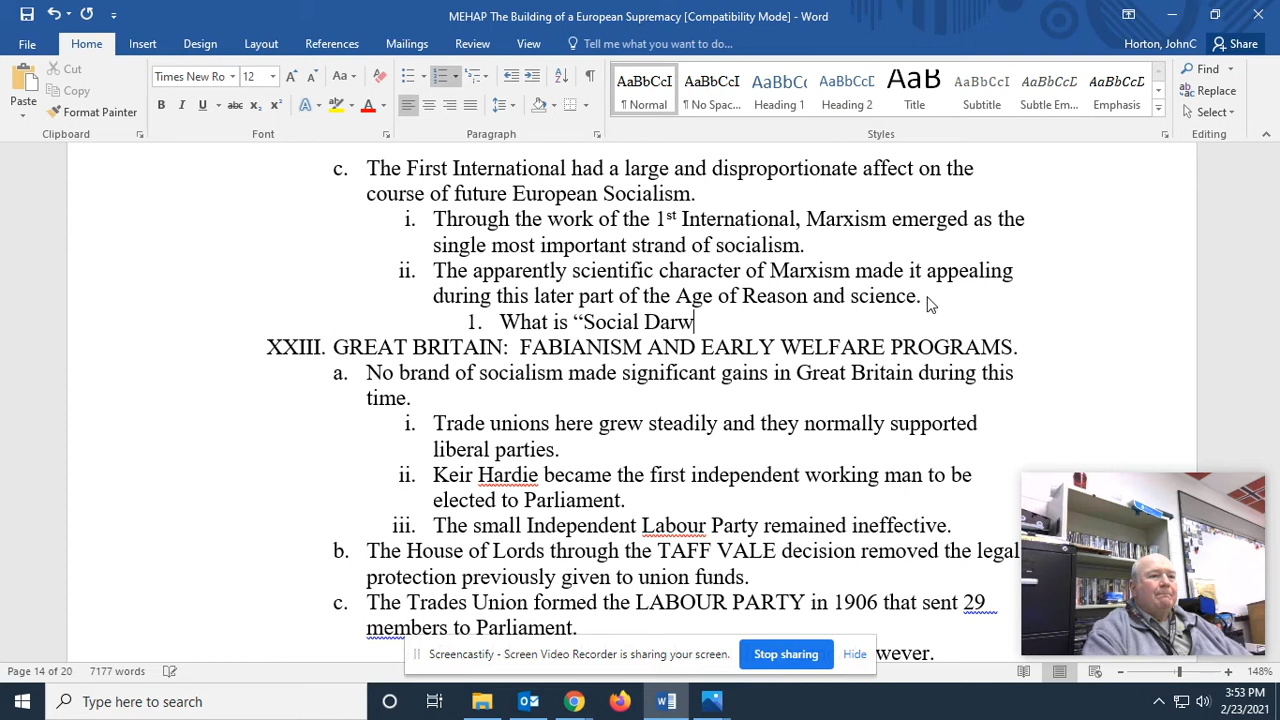 MEHAP The Building of a European Supremacy [Compatibility Mode] - Word
File Home Insert Design Layout References Mailings Review View Tell me what you want to do... Horton, JohnC Share
Cut
Copy
Format Painter
Paste
Times New Ro 12 Aa
B I U abc X₂ X² A A
AaBbCcI AaBbCcI AaBbCc AaBbCcI AaB AaBbCcI AaBbCcI AaBbCcI
¶ Normal ¶ No Spac... Heading 1 Heading 2 Title Subtitle Subtle Em... Emphasis
Find
Replace
Select
Clipboard Font Paragraph Styles Editing
c. The First International had a large and disproportionate affect on the
course of future European Socialism.
i. Through the work of the 1st International, Marxism emerged as the
single most important strand of socialism.
ii. The apparently scientific character of Marxism made it appealing
during this later part of the Age of Reason and science.
1. What is “Social Darw
XXIII. GREAT BRITAIN: FABIANISM AND EARLY WELFARE PROGRAMS.
a. No brand of socialism made significant gains in Great Britain during this
time.
i. Trade unions here grew steadily and they normally supported
liberal parties.
ii. Keir Hardie became the first independent working man to be
elected to Parliament.
iii. The small Independent Labour Party remained ineffective.
b. The House of Lords through the TAFF VALE decision removed the legal
protection previously given to union funds.
c. The Trades Union formed the LABOUR PARTY in 1906 that sent 29
members to Parliament.
owever.
Screencastify - Screen Video Recorder is sharing your screen. Stop sharing Hide
Page 14 of 20 7177 words 148%
Type here to search
3:53 PM
2/23/2021